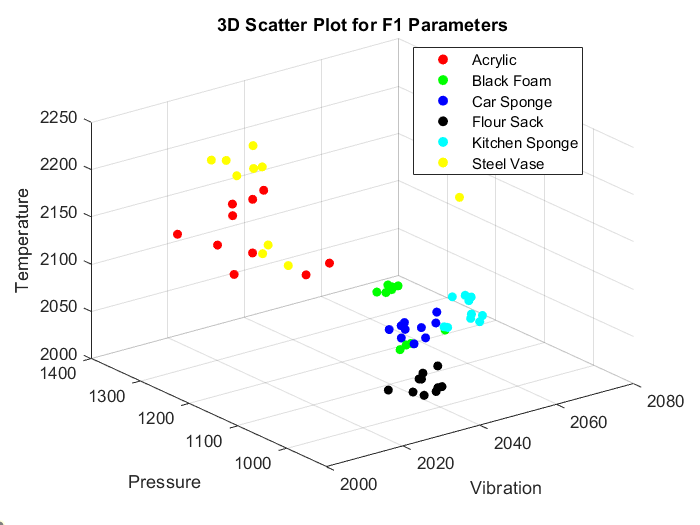 3D Scatter Plot for F1 Parameters
Acrylic
Black Foam
Car Sponge
Flour Sack
Kitchen Sponge
Steel Vase
2250
2200
2150
2100
2050
2000
Temperature
1400
1300
1200
1100
1000
Pressure
2000
2020
2040
2060
2080
Vibration